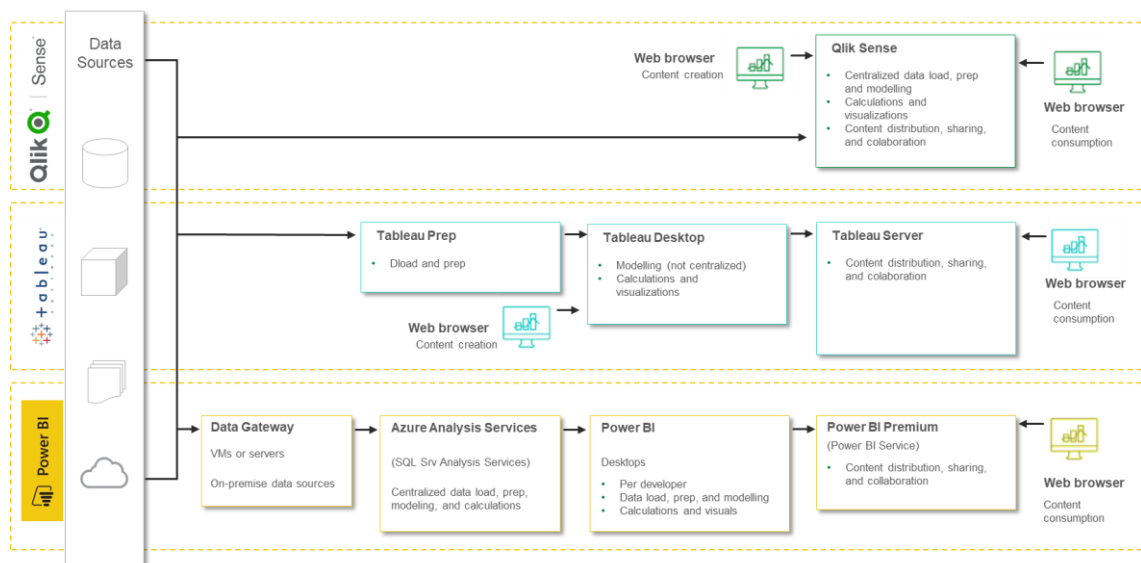 Qlik Q | Sense
Data
Sources
Web browser
Content creation
Qlik Sense
• Centralized data load, prep
and modelling
• Calculations and
visualizations
• Content distribution, sharing,
and colaboration
Web browser
Content
consumption
+ableau
Tableau Prep
• Dload and prep
Tableau Desktop
• Modelling (not centralized)
• Calculations and
visualizations
Web browser
Content creation
Tableau Server
• Content distribution, sharing,
and colaboration
Web browser
Content
consumption
Power BI
Data Gateway
VMs or servers
On-premise data sources
Azure Analysis Services
(SQL Srv Analysis Services)
Centralized data load, prep,
modeling, and calculations
Power BI
Desktops
• Per developer
• Data load, prep, and modelling
• Calculations and visuals
Power BI Premium
(Power BI Service)
• Content distribution, sharing,
and collaboration
Web browser
Content
consumption